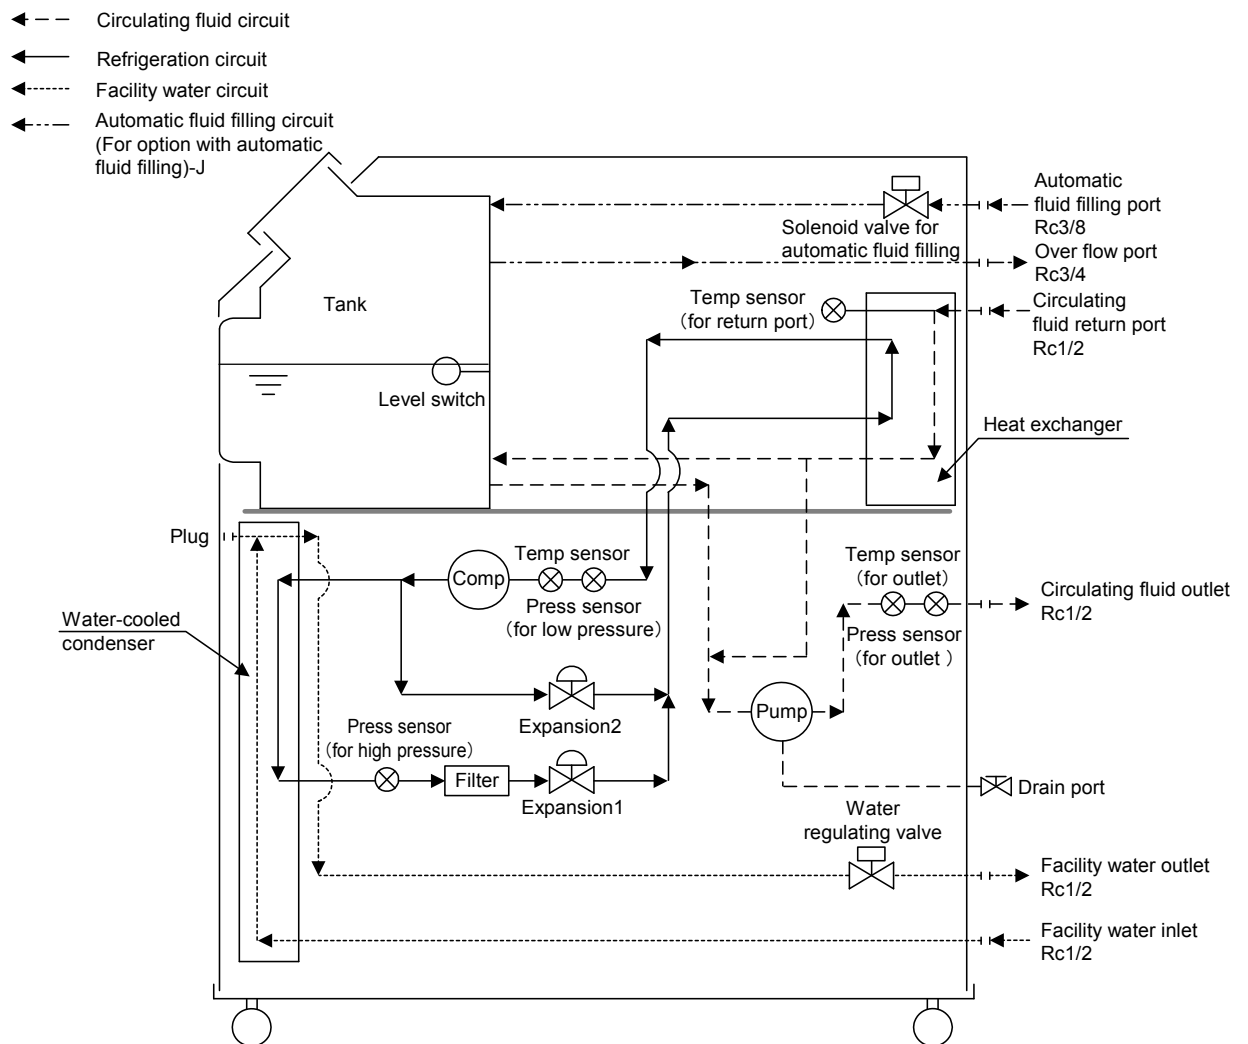 Circulating fluid circuit
Refrigeration circuit
Facility water circuit
Automatic fluid filling circuit
(For option with automatic
fluid filling)-J
Automatic
fluid filling port
Rc3/8
Solenoid valve for
automatic fluid filling
Over flow port
Rc3/4
Tank
Temp sensor
(for return port)
Circulating
fluid return port
Rc1/2
Level switch
Heat exchanger
Plug
Comp
Temp sensor
Press sensor
(for low pressure)
Temp sensor
(for outlet)
Press sensor
(for outlet )
Circulating fluid outlet
Rc1/2
Water-cooled
condenser
Expansion2
Pump
Press sensor
(for high pressure)
Filter
Expansion1
Drain port
Water
regulating valve
Facility water outlet
Rc1/2
Facility water inlet
Rc1/2